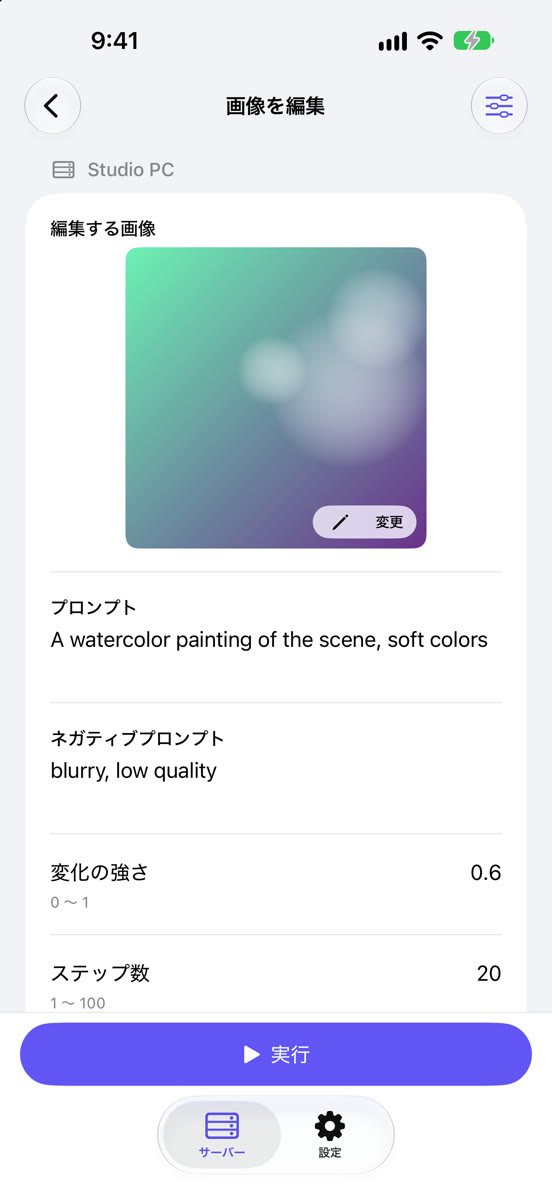 9:41
画像を編集
Studio PC
編集する画像
変更
プロンプト
A watercolor painting of the scene, soft colors
ネガティブプロンプト
blurry, low quality
変化の強さ
0.6
0 〜 1
ステップ数
20
1 〜 100
実行
サーバー
設定